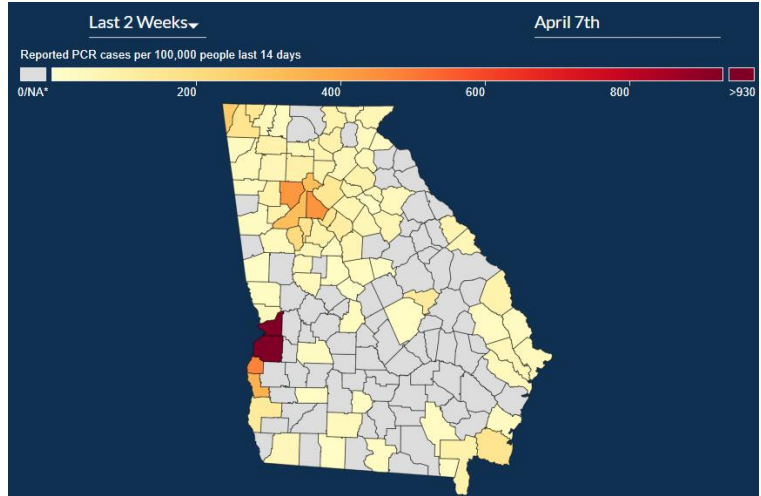 Last 2 Weeks
April 7th
Reported PCR cases per 100,000 people last 14 days
0/NA* 200 400 600 800 >930